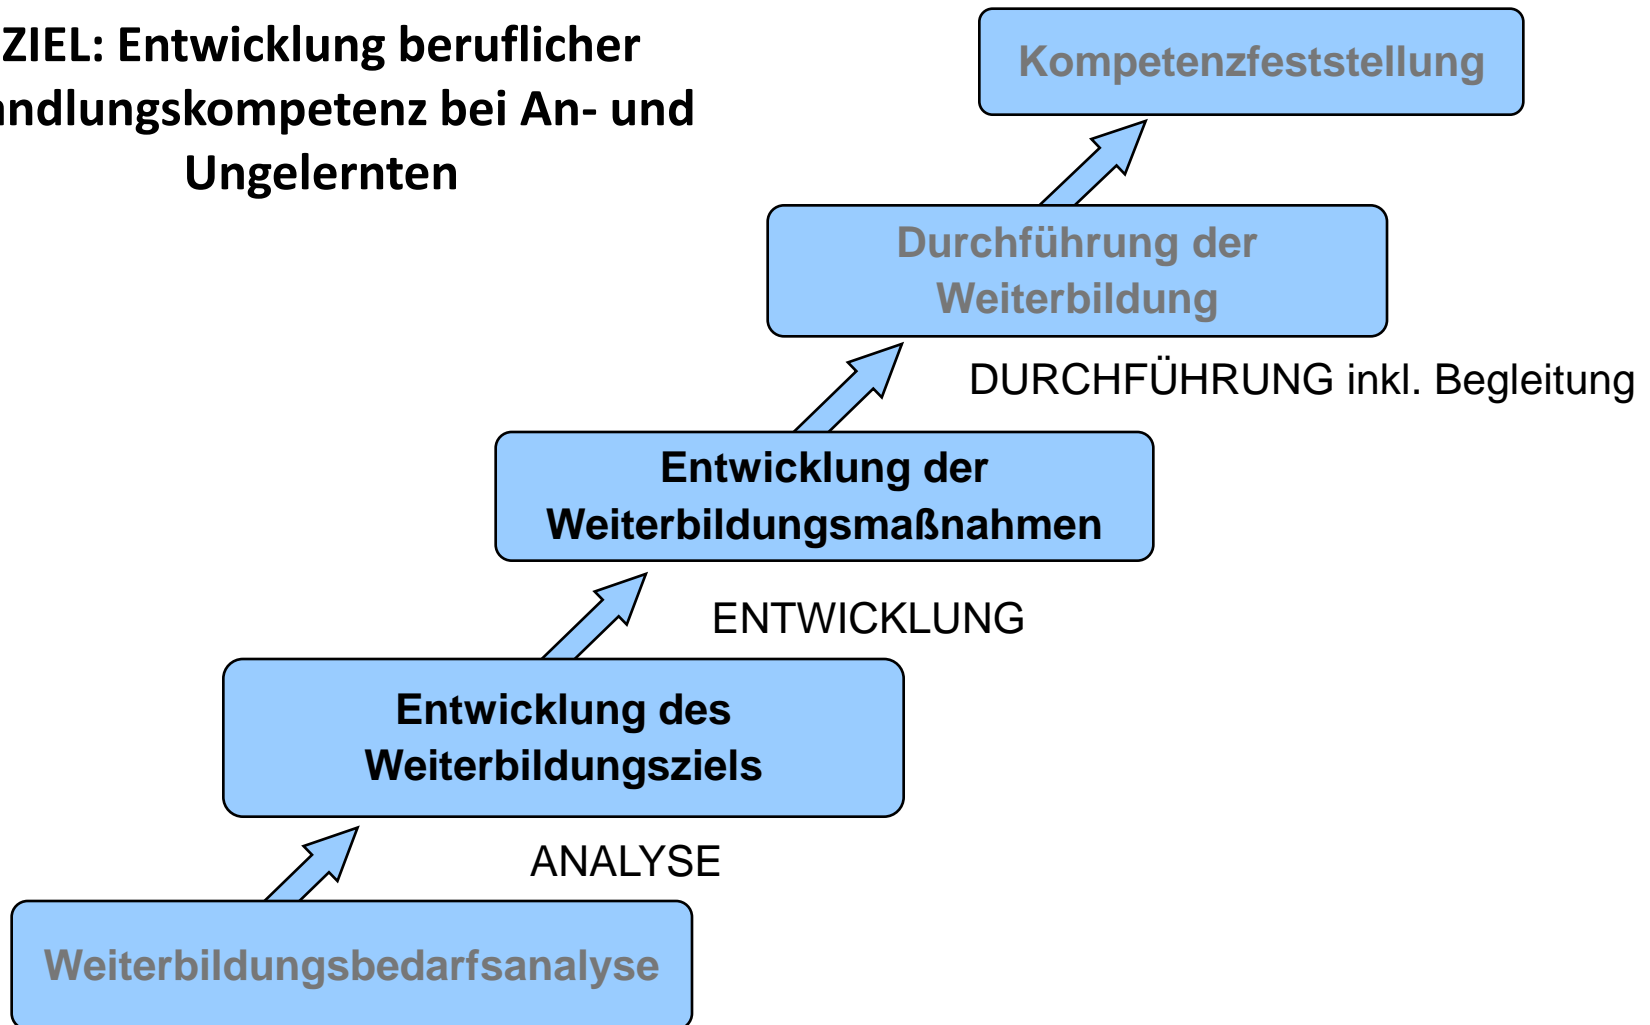 ZIEL: Entwicklung beruflicher
andlungskompetenz bei An- und
Ungelernten
Kompetenzfeststellung
Durchführung der
Weiterbildung
DURCHFÜHRUNG inkl. Begleitung
Entwicklung der
Weiterbildungsmaßnahmen
ENTWICKLUNG
Entwicklung des
Weiterbildungsziels
ANALYSE
Weiterbildungsbedarfsanalyse